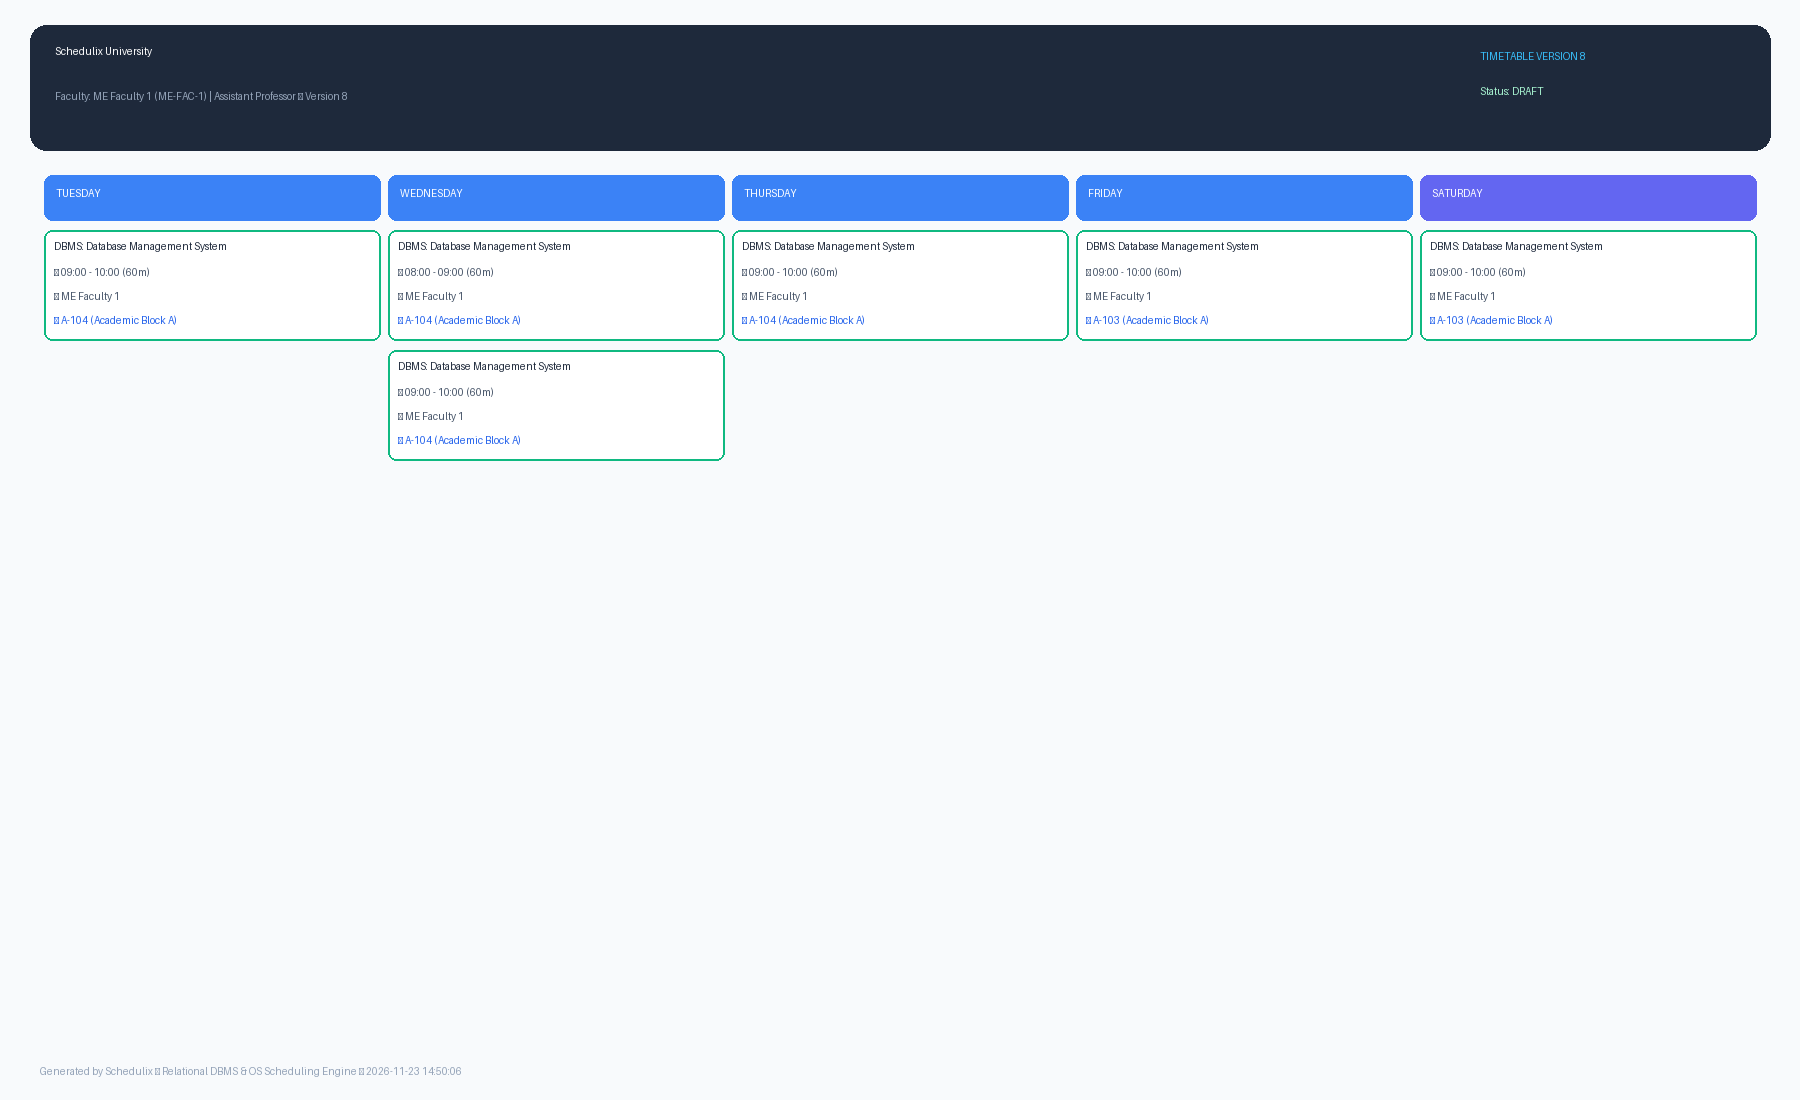 Schedulix University
Faculty: ME Faculty 1 (ME-FAC-1) | Assistant Professor Version 8
TIMETABLE VERSION 8
Status: DRAFT
TUESDAY
DBMS: Database Management System
09:00 - 10:00 (60m)
ME Faculty 1
A-104 (Academic Block A)
WEDNESDAY
DBMS: Database Management System
08:00 - 09:00 (60m)
ME Faculty 1
A-104 (Academic Block A)
DBMS: Database Management System
09:00 - 10:00 (60m)
ME Faculty 1
A-104 (Academic Block A)
THURSDAY
DBMS: Database Management System
09:00 - 10:00 (60m)
ME Faculty 1
A-104 (Academic Block A)
FRIDAY
DBMS: Database Management System
09:00 - 10:00 (60m)
ME Faculty 1
A-103 (Academic Block A)
SATURDAY
DBMS: Database Management System
09:00 - 10:00 (60m)
ME Faculty 1
A-103 (Academic Block A)
Generated by Schedulix Relational DBMS & OS Scheduling Engine 2026-11-23 14:50:06